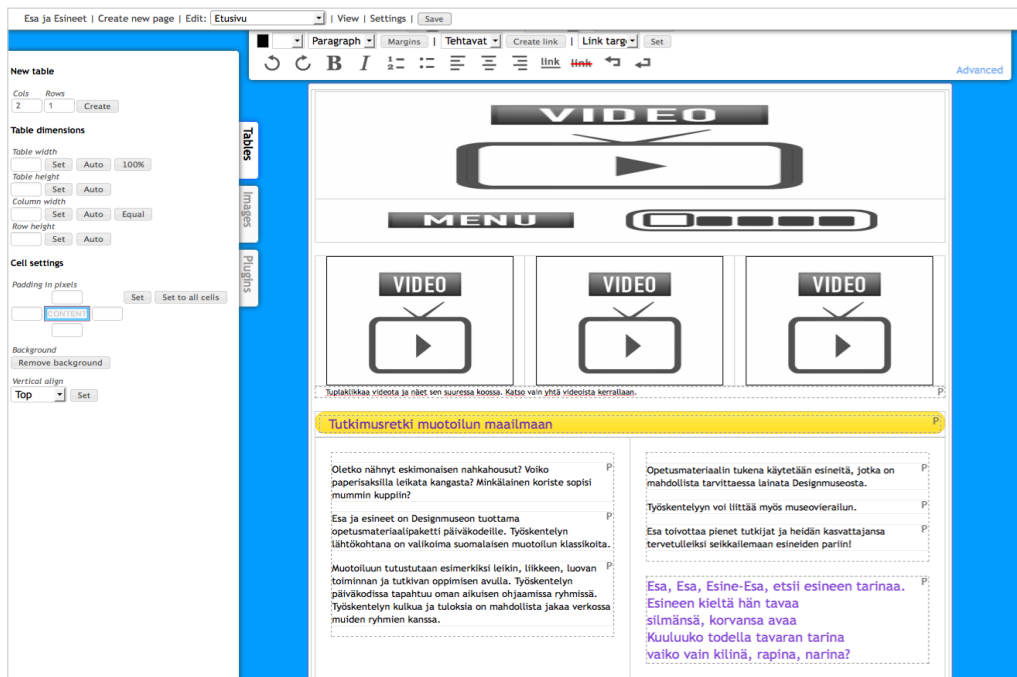 Esa ja Esineet | Create new page | Edit: Etusivu | View | Settings | Save
Paragraph Margins | Tehtavat Create link | Link targ Set
B I link link
Advanced
New table
Cols Rows
2 1 Create
Table dimensions
Table width
Set Auto 100%
Table height
Set Auto
Column width
Set Auto Equal
Row height
Set Auto
Cell settings
Padding in pixels
Set Set to all cells
CONTENT
Background
Remove background
Vertical align
Top Set
Tables
Images
Plugins
VIDEO
MENU
VIDEO VIDEO VIDEO
Tuplaklikkaa videota ja näet sen suuressa koossa. Katso vain yhtä videoista kerrallaan. P
Tutkimusretki muotoilun maailmaan P
Oletko nähnyt eskimonaisen nahkahousut? Voiko P
paperisaksilla leikata kangasta? Minkälainen koriste sopisi
mummin kuppiin?
Esa ja esineet on Designmuseon tuottama P
opetusmateriaalipaketti päiväkodeille. Työskentelyn
lähtökohtana on valikoima suomalaisen muotoilun klassikoita.
Muotoiluun tutustutaan esimerkiksi leikin, liikkeen, luovan P
toiminnan ja tutkivan oppimisen avulla. Työskentelyn
päiväkodissa tapahtuu oman aikuisen ohjaamissa ryhmissä.
Työskentelyn kulkua ja tuloksia on mahdollista jakaa verkossa
muiden ryhmien kanssa.
Opetusmateriaalin tukena käytetään esineitä, jotka on P
mahdollista tarvittaessa lainata Designmuseosta.
Työskentelyyn voi liittää myös museovierailun. P
Esa toivottaa pienet tutkijat ja heidän kasvattajansa P
tervetulleiksi seikkailemaan esineiden pariin!
Esa, Esa, Esine-Esa, etsii esineen tarinaa. P
Esineen kieltä hän tavaa
silmänsä, korvansa avaa
Kuuluuko todella tavaran tarina
vaiko vain kilinä, rapina, narina?